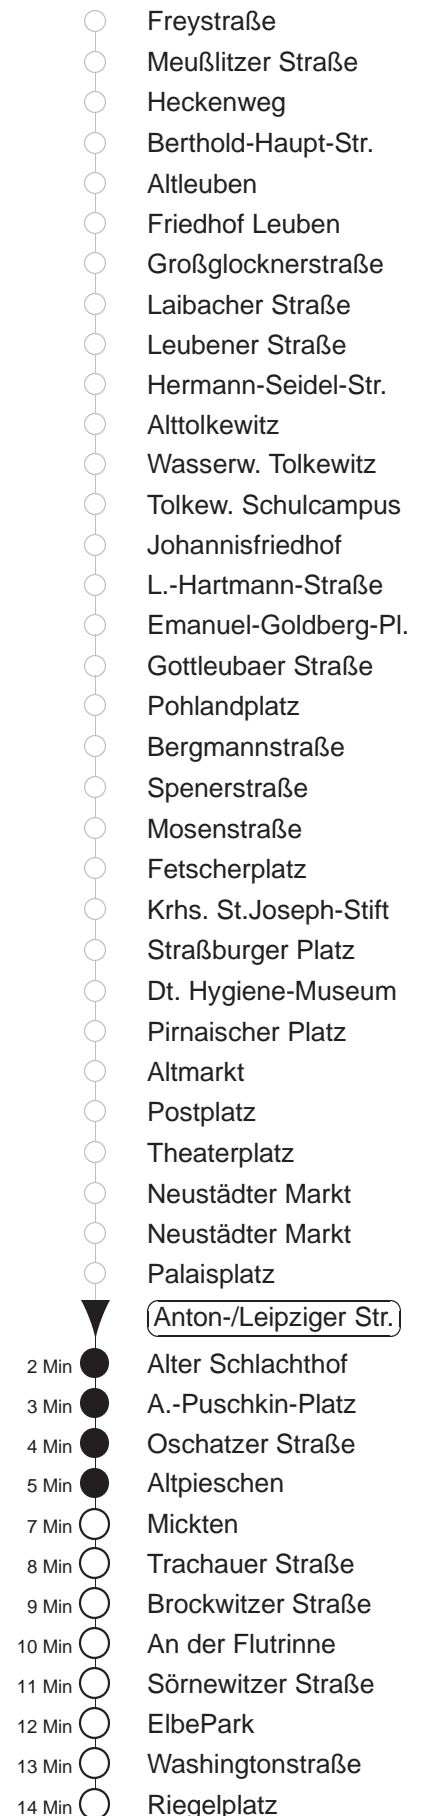 Freystraße
Meußlitzer Straße
Heckenweg
Berthold-Haupt-Str.
Altleuben
Friedhof Leuben
Großglocknerstraße
Laibacher Straße
Leubener Straße
Hermann-Seidel-Str.
Alttolkewitz
Wasserw. Tolkewitz
Tolkew. Schulcampus
Johannisfriedhof
L.-Hartmann-Straße
Emanuel-Goldberg-Pl.
Gottleubaer Straße
Pohlandplatz
Bergmannstraße
Spenerstraße
Mosenstraße
Fetscherplatz
Krhs. St.Joseph-Stift
Straßburger Platz
Dt. Hygiene-Museum
Pirnaischer Platz
Altmarkt
Postplatz
Theaterplatz
Neustädter Markt
Neustädter Markt
Palaisplatz
Anton-/Leipziger Str.
2 Min Alter Schlachthof
3 Min A.-Puschkin-Platz
4 Min Oschatzer Straße
5 Min Altpieschen
7 Min Mickten
8 Min Trachauer Straße
9 Min Brockwitzer Straße
10 Min An der Flutrinne
11 Min Sörnewitzer Straße
12 Min ElbePark
13 Min Washingtonstraße
14 Min Riegelplatz